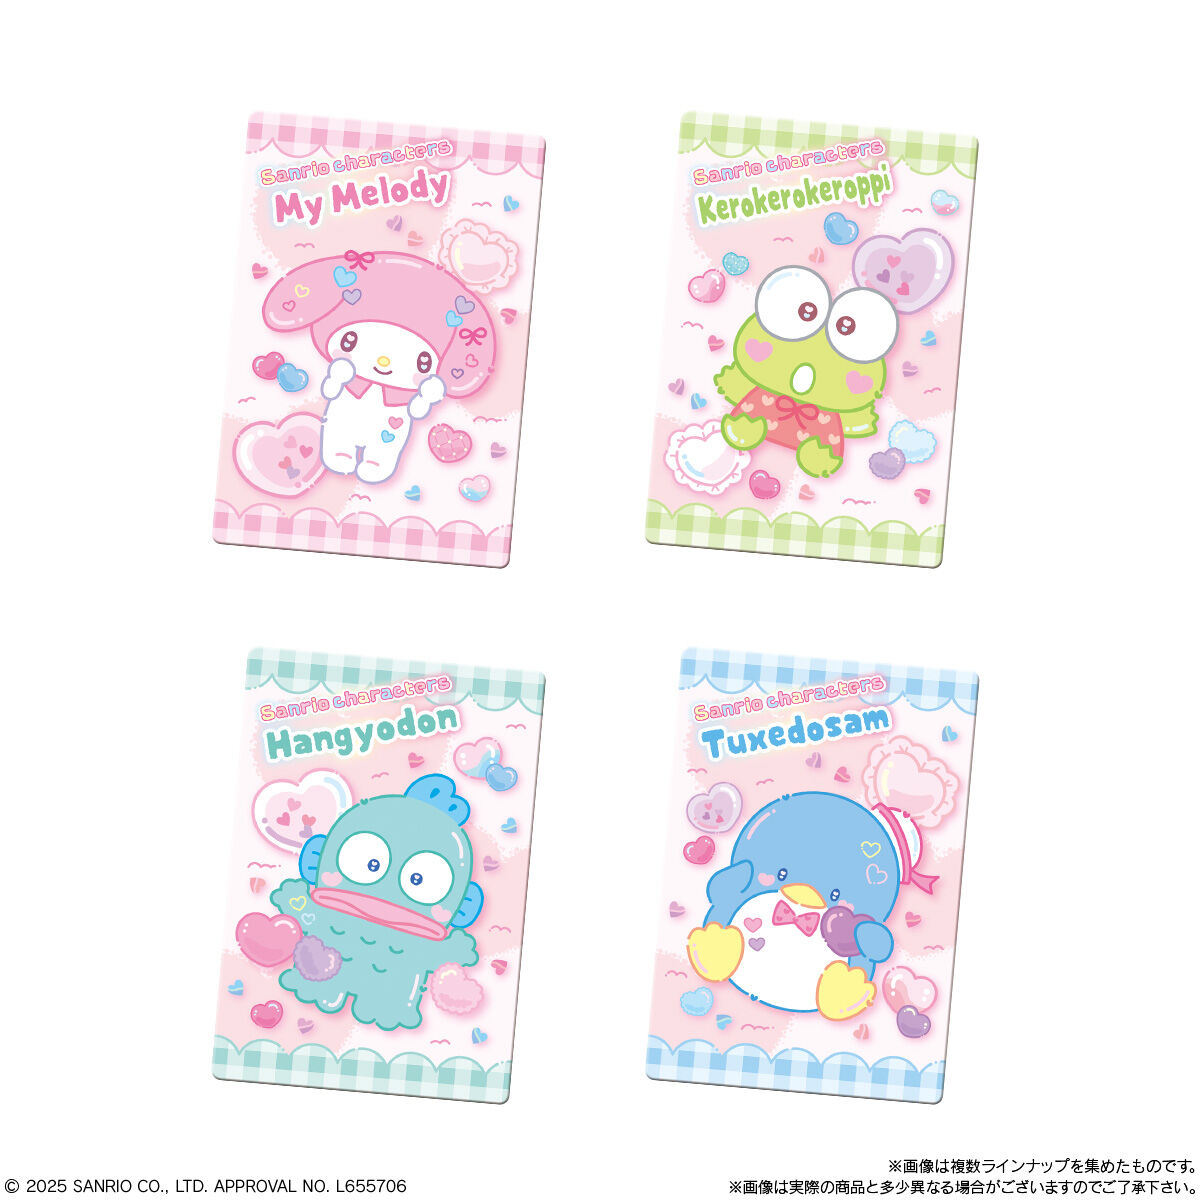 Sanrio characters
My Melody
Sanrio characters
Kerokerokeroppi
Sanrio characters
Hangyodon
Sanrio characters
Tuxedosam
※画像は複数ラインナップを集めたものです。
© 2025 SANRIO CO., LTD. APPROVAL NO. L655706
※画像は実際の商品と多少異なる場合がございますのでご了承下さい。